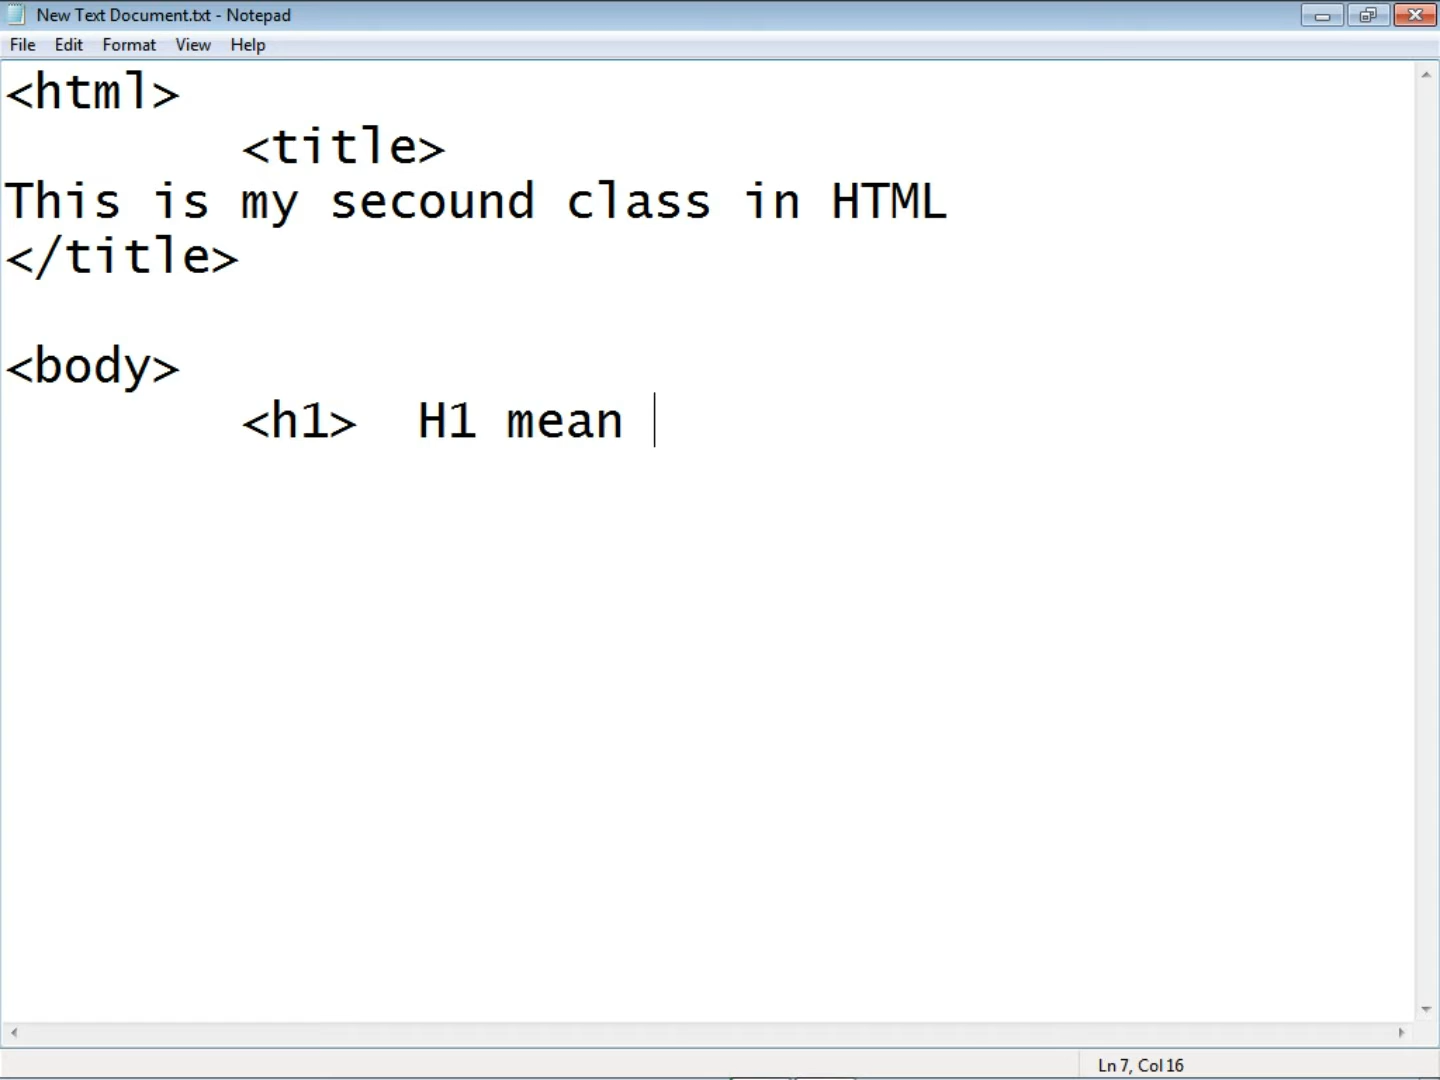 New Text Document.txt - Notepad
File Edit Format View Help
<html>
<title>
This is my secound class in HTML
</title>
<body>
<h1>  H1 mean
Ln 7, Col 16